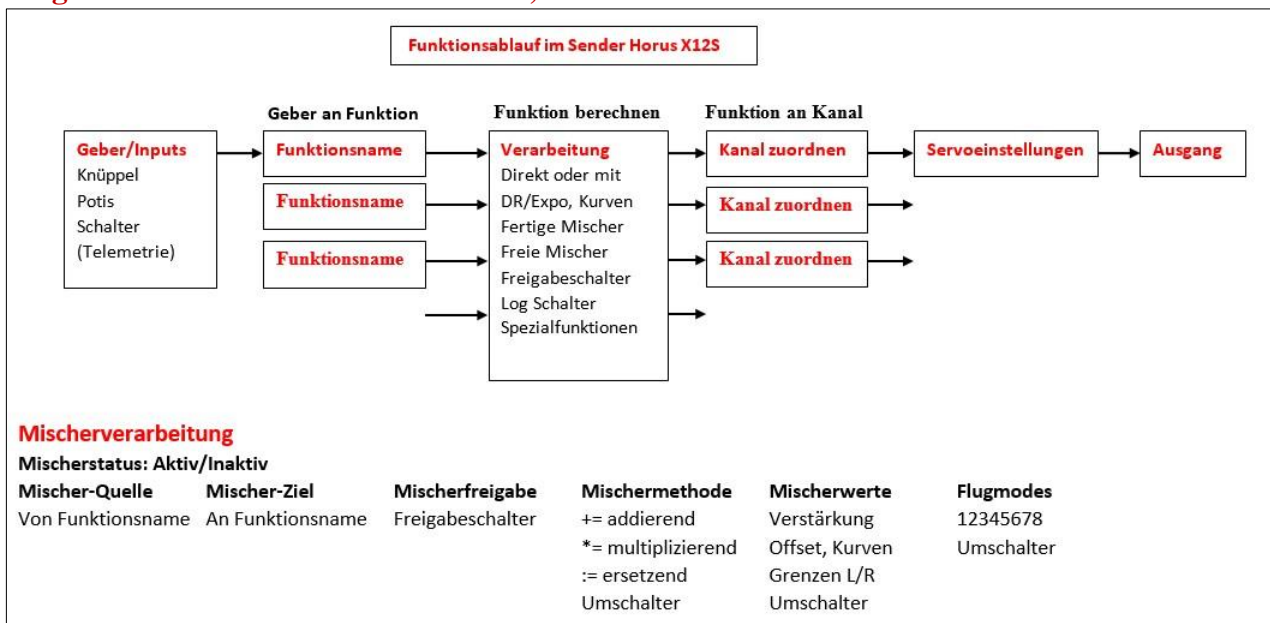 Funktionsablauf im Sender Horus X12S
Geber an Funktion
Funktion berechnen
Funktion an Kanal
Geber/Inputs
Knüppel
Potis
Schalter
(Telemetrie)
Funktionsname
Funktionsname
Funktionsname
Verarbeitung
Direkt oder mit
DR/Expo, Kurven
Fertige Mischer
Freie Mischer
Freigabeschalter
Log Schalter
Spezialfunktionen
Kanal zuordnen
Kanal zuordnen
Kanal zuordnen
Servoeinstellungen
Ausgang
Mischerverarbeitung
Mischerstatus: Aktiv/Inaktiv
Mischer-Quelle Mischer-Ziel Mischerfreigabe Mischermethode Mischerwerte Flugmodes
Von Funktionsname An Funktionsname Freigabeschalter += addierend Verstärkung 12345678
*= multiplizierend Offset, Kurven Umschalter
:= ersetzend Grenzen L/R
Umschalter Umschalter